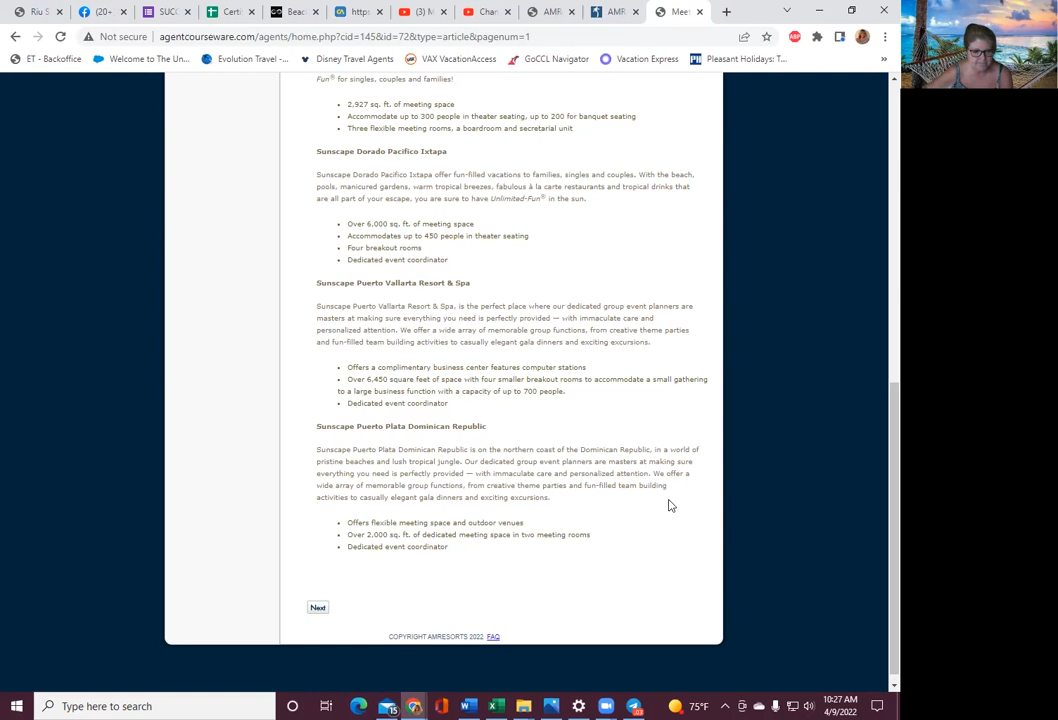 Riu S
(20+
SUCC
Certi
Beac
https
(3) M
Chan
AMR
AMR
Meet
Not secure
agentcourseware.com/agents/home.php?cid=145&id=72&type=article&pagenum=1
ET - Backoffice
Welcome to The Un...
Evolution Travel -...
Disney Travel Agents
VAX VacationAccess
GoCCL Navigator
Vacation Express
Pleasant Holidays: T...
»
Fun® for singles, couples and families!
• 2,927 sq. ft. of meeting space
• Accommodate up to 300 people in theater seating, up to 200 for banquet seating
• Three flexible meeting rooms, a boardroom and secretarial unit
Sunscape Dorado Pacifico Ixtapa
Sunscape Dorado Pacifico Ixtapa offer fun-filled vacations to families, singles and couples. With the beach,
pools, manicured gardens, warm tropical breezes, fabulous à la carte restaurants and tropical drinks that
are all part of your escape, you are sure to have Unlimited-Fun® in the sun.
• Over 6,000 sq. ft. of meeting space
• Accommodates up to 450 people in theater seating
• Four breakout rooms
• Dedicated event coordinator
Sunscape Puerto Vallarta Resort & Spa
Sunscape Puerto Vallarta Resort & Spa, is the perfect place where our dedicated group event planners are
masters at making sure everything you need is perfectly provided — with immaculate care and
personalized attention. We offer a wide array of memorable group functions, from creative theme parties
and fun-filled team building activities to casually elegant gala dinners and exciting excursions.
• Offers a complimentary business center features computer stations
• Over 6,450 square feet of space with four smaller breakout rooms to accommodate a small gathering
to a large business function with a capacity of up to 700 people.
• Dedicated event coordinator
Sunscape Puerto Plata Dominican Republic
Sunscape Puerto Plata Dominican Republic is on the northern coast of the Dominican Republic, in a world of
pristine beaches and lush tropical jungle. Our dedicated group event planners are masters at making sure
everything you need is perfectly provided — with immaculate care and personalized attention. We offer a
wide array of memorable group functions, from creative theme parties and fun-filled team building
activities to casually elegant gala dinners and exciting excursions.
• Offers flexible meeting space and outdoor venues
• Over 2,000 sq. ft. of dedicated meeting space in two meeting rooms
• Dedicated event coordinator
Next
COPYRIGHT AMRESORTS 2022 FAQ
Type here to search
15
75°F
10:27 AM
4/9/2022